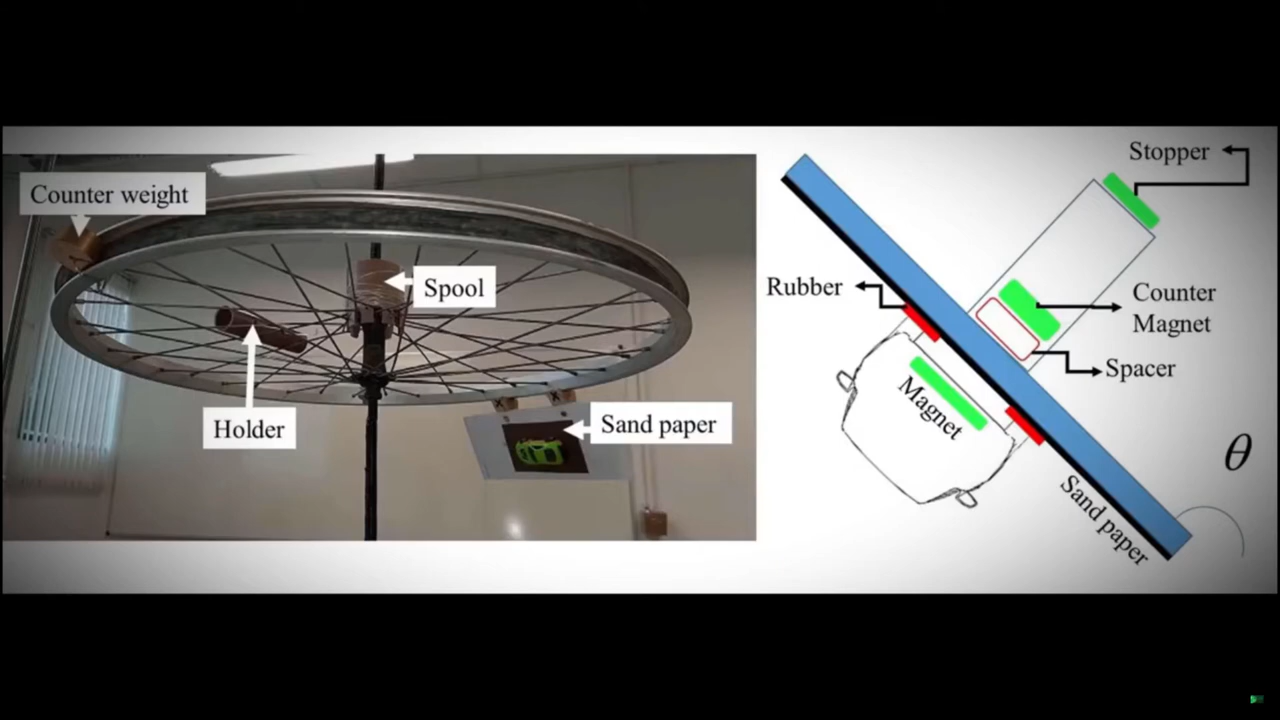 Counter weight
Spool
Holder
Sand paper
Stopper
Rubber
Counter
Magnet
Spacer
Magnet
Sand paper
θ